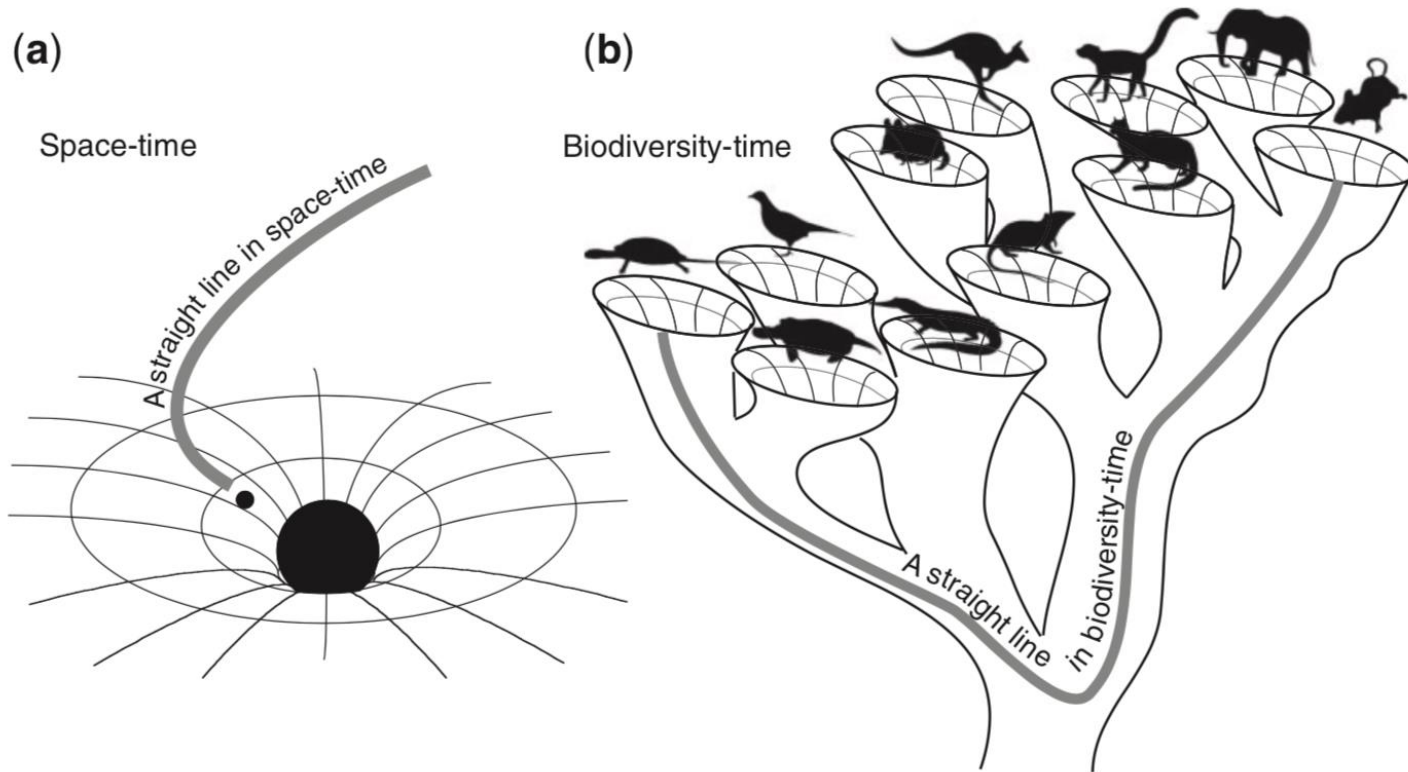 (a)
Space-time
A straight line in space-time
(b)
Biodiversity-time
A straight line
in biodiversity-time